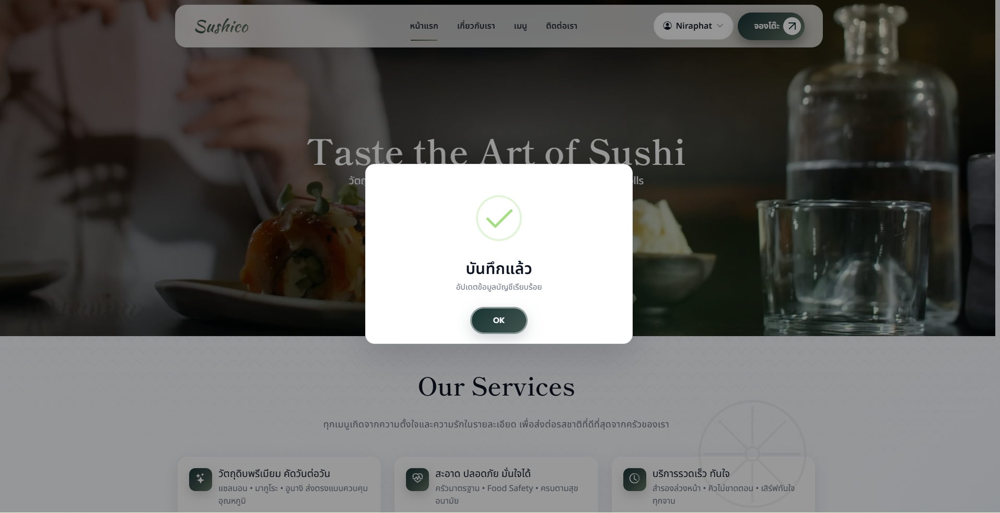 Sushico
หน้าแรก
เกี่ยวกับเรา
เมนู
ติดต่อเรา
Niraphat
จองโต๊ะ
Taste the Art of Sushi
บันทึกแล้ว
อัปเดตข้อมูลบัญชีเรียบร้อย
OK
Our Services
ทุกเมนูเกิดจากความตั้งใจและความรักในรายละเอียด เพื่อส่งต่อรสชาติที่ดีที่สุดจากครัวของเรา
วัตถุดิบพรีเมียม คัดวันต่อวัน
แซลมอน • มากุโระ • อูนางิ ส่งตรงแบบควบคุม
อุณหภูมิ
สะอาด ปลอดภัย มั่นใจได้
ครัวมาตรฐาน • Food Safety • ครบตามสุข
อนามัย
บริการรวดเร็ว ทันใจ
สำรองล่วงหน้า • คิวไม่ขาดตอน • เสิร์ฟทันใจ
ทุกจาน